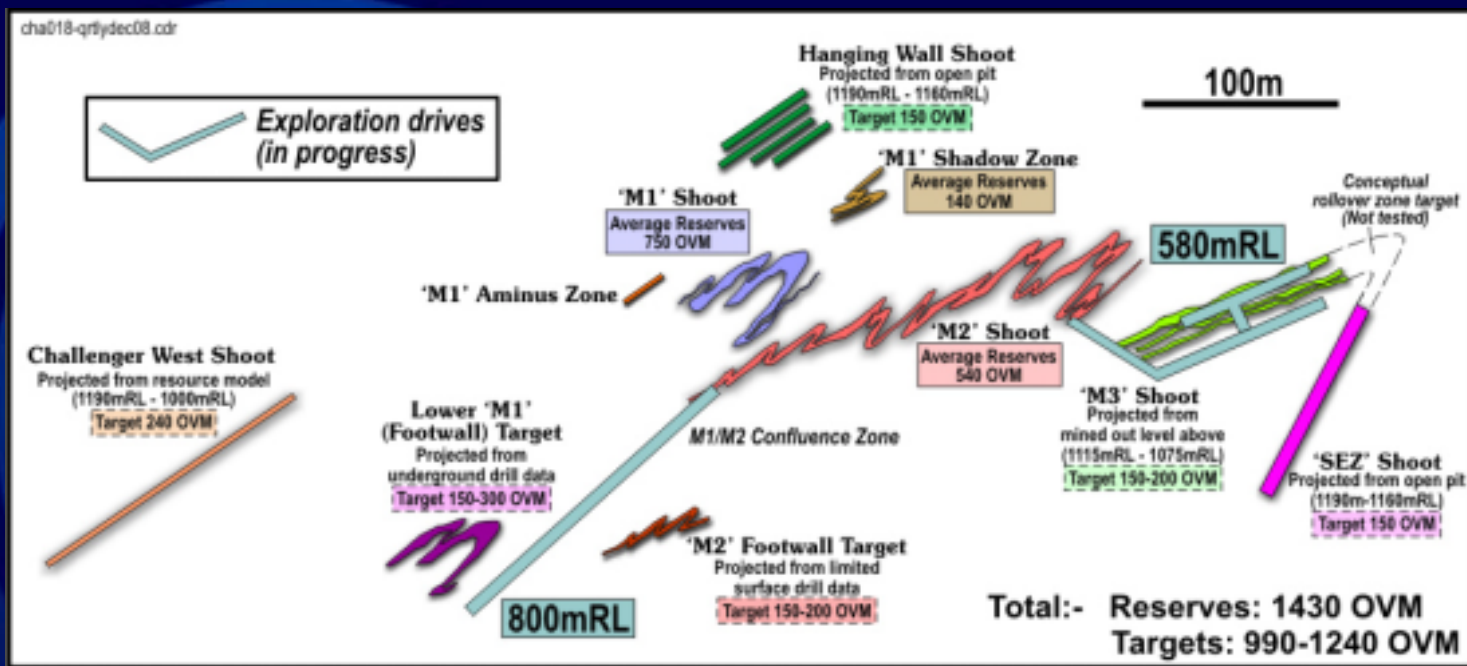 cha018-qrtlydec08.cdr
Exploration drives
(in progress)
Hanging Wall Shoot
Projected from open pit
(1190mRL - 1160mRL)
Target 150 OVM
100m
'M1' Shadow Zone
Average Reserves
140 OVM
'M1' Shoot
Average Reserves
750 OVM
Conceptual
rollover zone target
(Not tested)
580mRL
'M1' Aminus Zone
'M2' Shoot
Average Reserves
540 OVM
Challenger West Shoot
Projected from resource model
(1190mRL - 1000mRL)
Target 240 OVM
Lower 'M1'
(Footwall) Target
Projected from
underground drill data
Target 150-300 OVM
M1/M2 Confluence Zone
'M3' Shoot
Projected from
mined out level above
(1115mRL - 1075mRL)
Target 150-200 OVM
'SEZ' Shoot
Projected from open pit
(1190m-1160mRL)
Target 150 OVM
'M2' Footwall Target
Projected from limited
surface drill data
Target 150-200 OVM
800mRL
Total:- Reserves: 1430 OVM
Targets: 990-1240 OVM